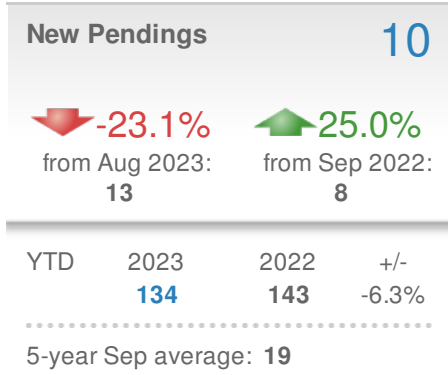 New Pendings 10
-23.1% 25.0%
from Aug 2023: from Sep 2022:
13 8
YTD 2023 2022 +/-
134 143 -6.3%
5-year Sep average: 19